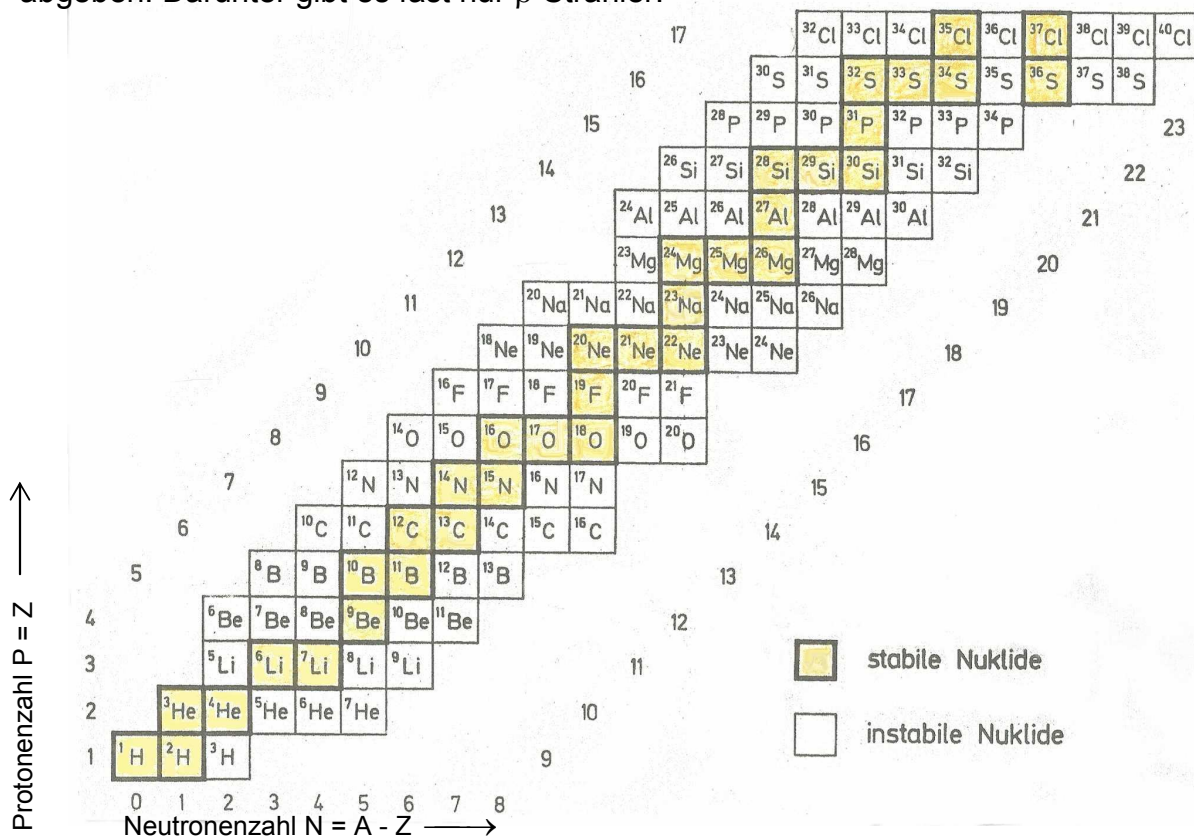 abgeben. Darunter gibt es fast nur β-Strahler.
17 ³²Cl ³³Cl ³⁴Cl ³⁵Cl ³⁶Cl ³⁷Cl ³⁸Cl ³⁹Cl ⁴⁰Cl
16 ³⁰S ³¹S ³²S ³³S ³⁴S ³⁵S ³⁶S ³⁷S ³⁸S
15 ²⁸P ²⁹P ³⁰P ³¹P ³²P ³³P ³⁴P 23
14 ²⁶Si ²⁷Si ²⁸Si ²⁹Si ³⁰Si ³¹Si ³²Si 22
13 ²⁴Al ²⁵Al ²⁶Al ²⁷Al ²⁸Al ²⁹Al ³⁰Al 21
12 ²³Mg ²⁴Mg ²⁵Mg ²⁶Mg ²⁷Mg ²⁸Mg 20
11 ²⁰Na ²¹Na ²²Na ²³Na ²⁴Na ²⁵Na ²⁶Na 19
10 ¹⁸Ne ¹⁹Ne ²⁰Ne ²¹Ne ²²Ne ²³Ne ²⁴Ne 18
9 ¹⁶F ¹⁷F ¹⁸F ¹⁹F ²⁰F ²¹F 17
8 ¹⁴O ¹⁵O ¹⁶O ¹⁷O ¹⁸O ¹⁹O ²⁰O 16
7 ¹²N ¹³N ¹⁴N ¹⁵N ¹⁶N ¹⁷N 15
6 ¹⁰C ¹¹C ¹²C ¹³C ¹⁴C ¹⁵C ¹⁶C 14
5 ⁸B ⁹B ¹⁰B ¹¹B ¹²B ¹³B 13
4 ⁶Be ⁷Be ⁸Be ⁹Be ¹⁰Be ¹¹Be 12
3 ⁵Li ⁶Li ⁷Li ⁸Li ⁹Li 11
2 ³He ⁴He ⁵He ⁶He ⁷He 10
1 ¹H ²H ³H 9
0 1 2 3 4 5 6 7 8
Protonenzahl P = Z
Neutronenzahl N = A - Z
stabile Nuklide
instabile Nuklide